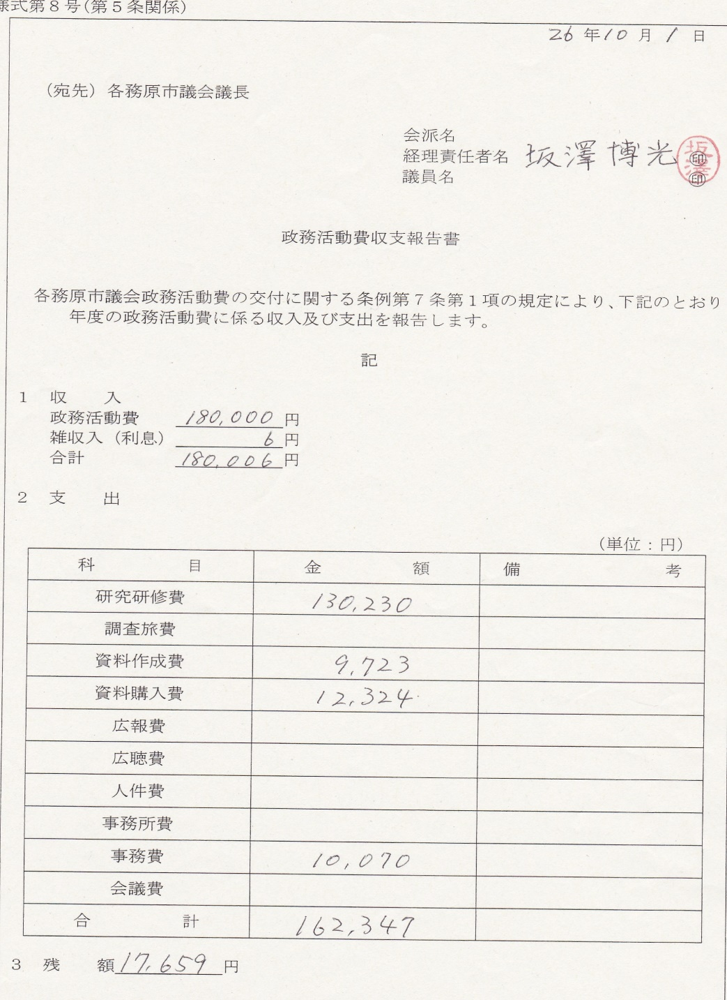 様式第８号（第５条関係）
26 年 10 月 1 日
（宛先）各務原市議会議長
会派名
経理責任者名 坂澤博光 ㊞
議員名 ㊞
坂澤
政務活動費収支報告書
各務原市議会政務活動費の交付に関する条例第７条第１項の規定により、下記のとおり
年度の政務活動費に係る収入及び支出を報告します。
記
１ 収 入
政務活動費 180,000 円
雑収入（利息） 6 円
合計 180,006 円
２ 支 出
（単位：円）
科 目 金 額 備 考
研究研修費 130,230
調査旅費
資料作成費 9,723
資料購入費 12,324
広報費
広聴費
人件費
事務所費
事務費 10,070
会議費
合 計 162,347
３ 残 額 17,659 円